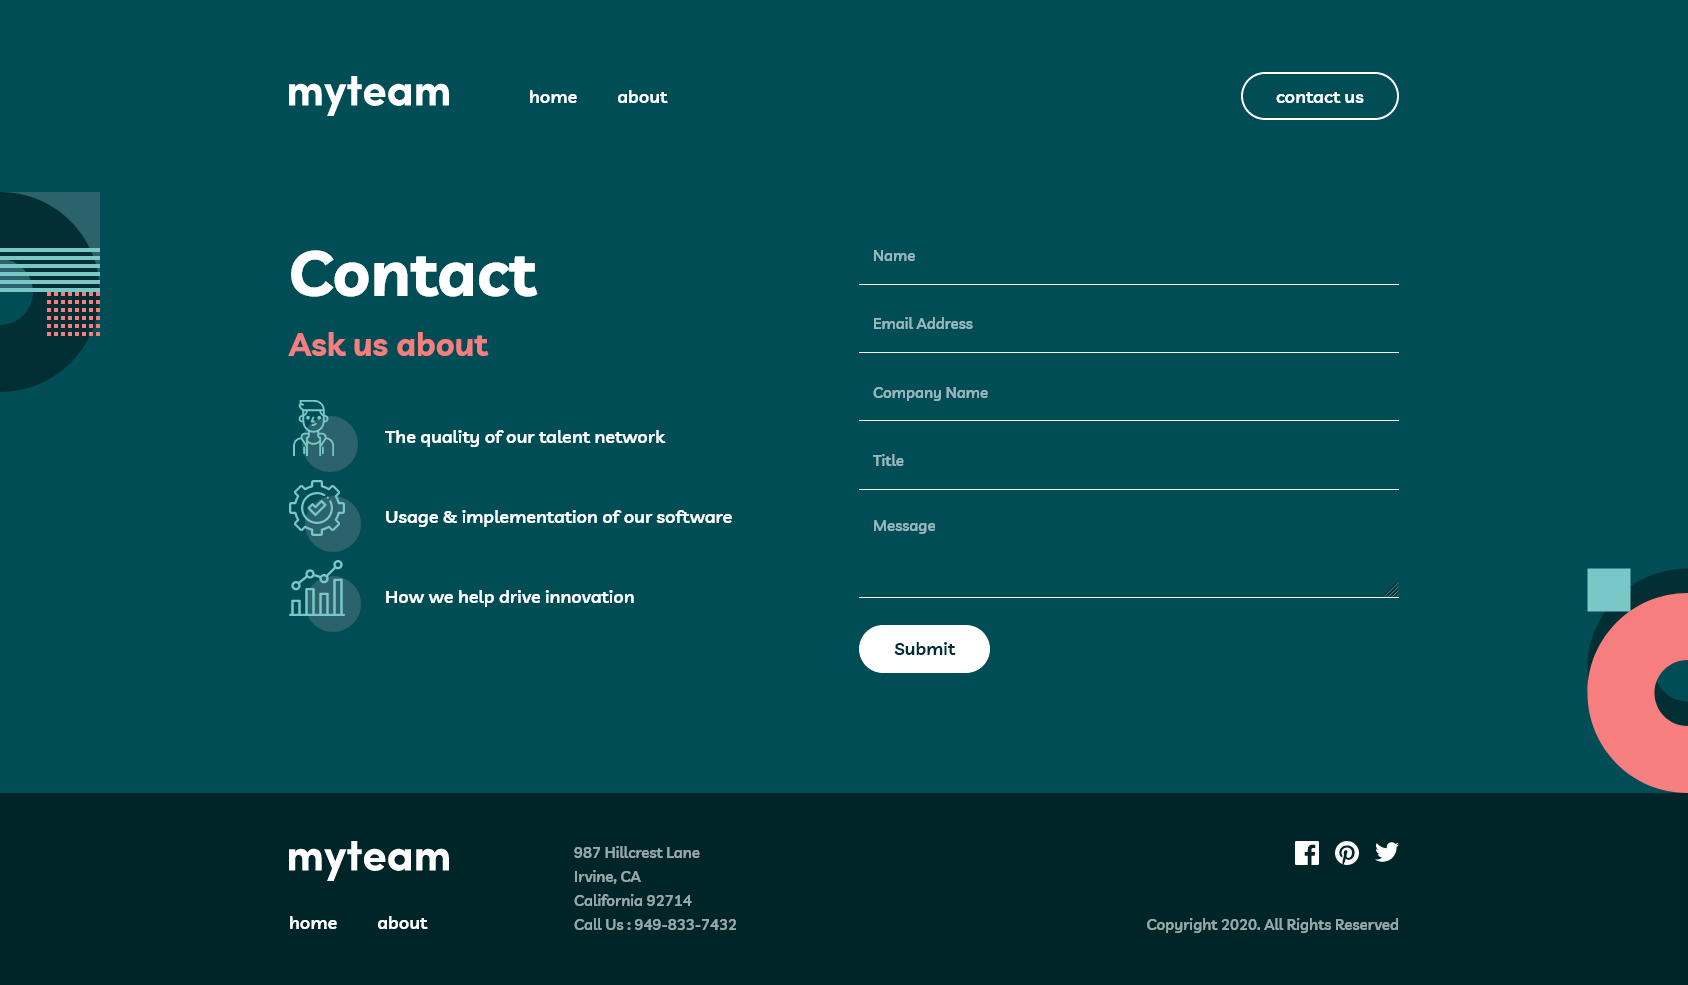 myteam
home
about
contact us
Contact
Ask us about
The quality of our talent network
Usage & implementation of our software
How we help drive innovation
Name
Email Address
Company Name
Title
Message
Submit
myteam
home
about
987 Hillcrest Lane
Irvine, CA
California 92714
Call Us : 949-833-7432
Copyright 2020. All Rights Reserved